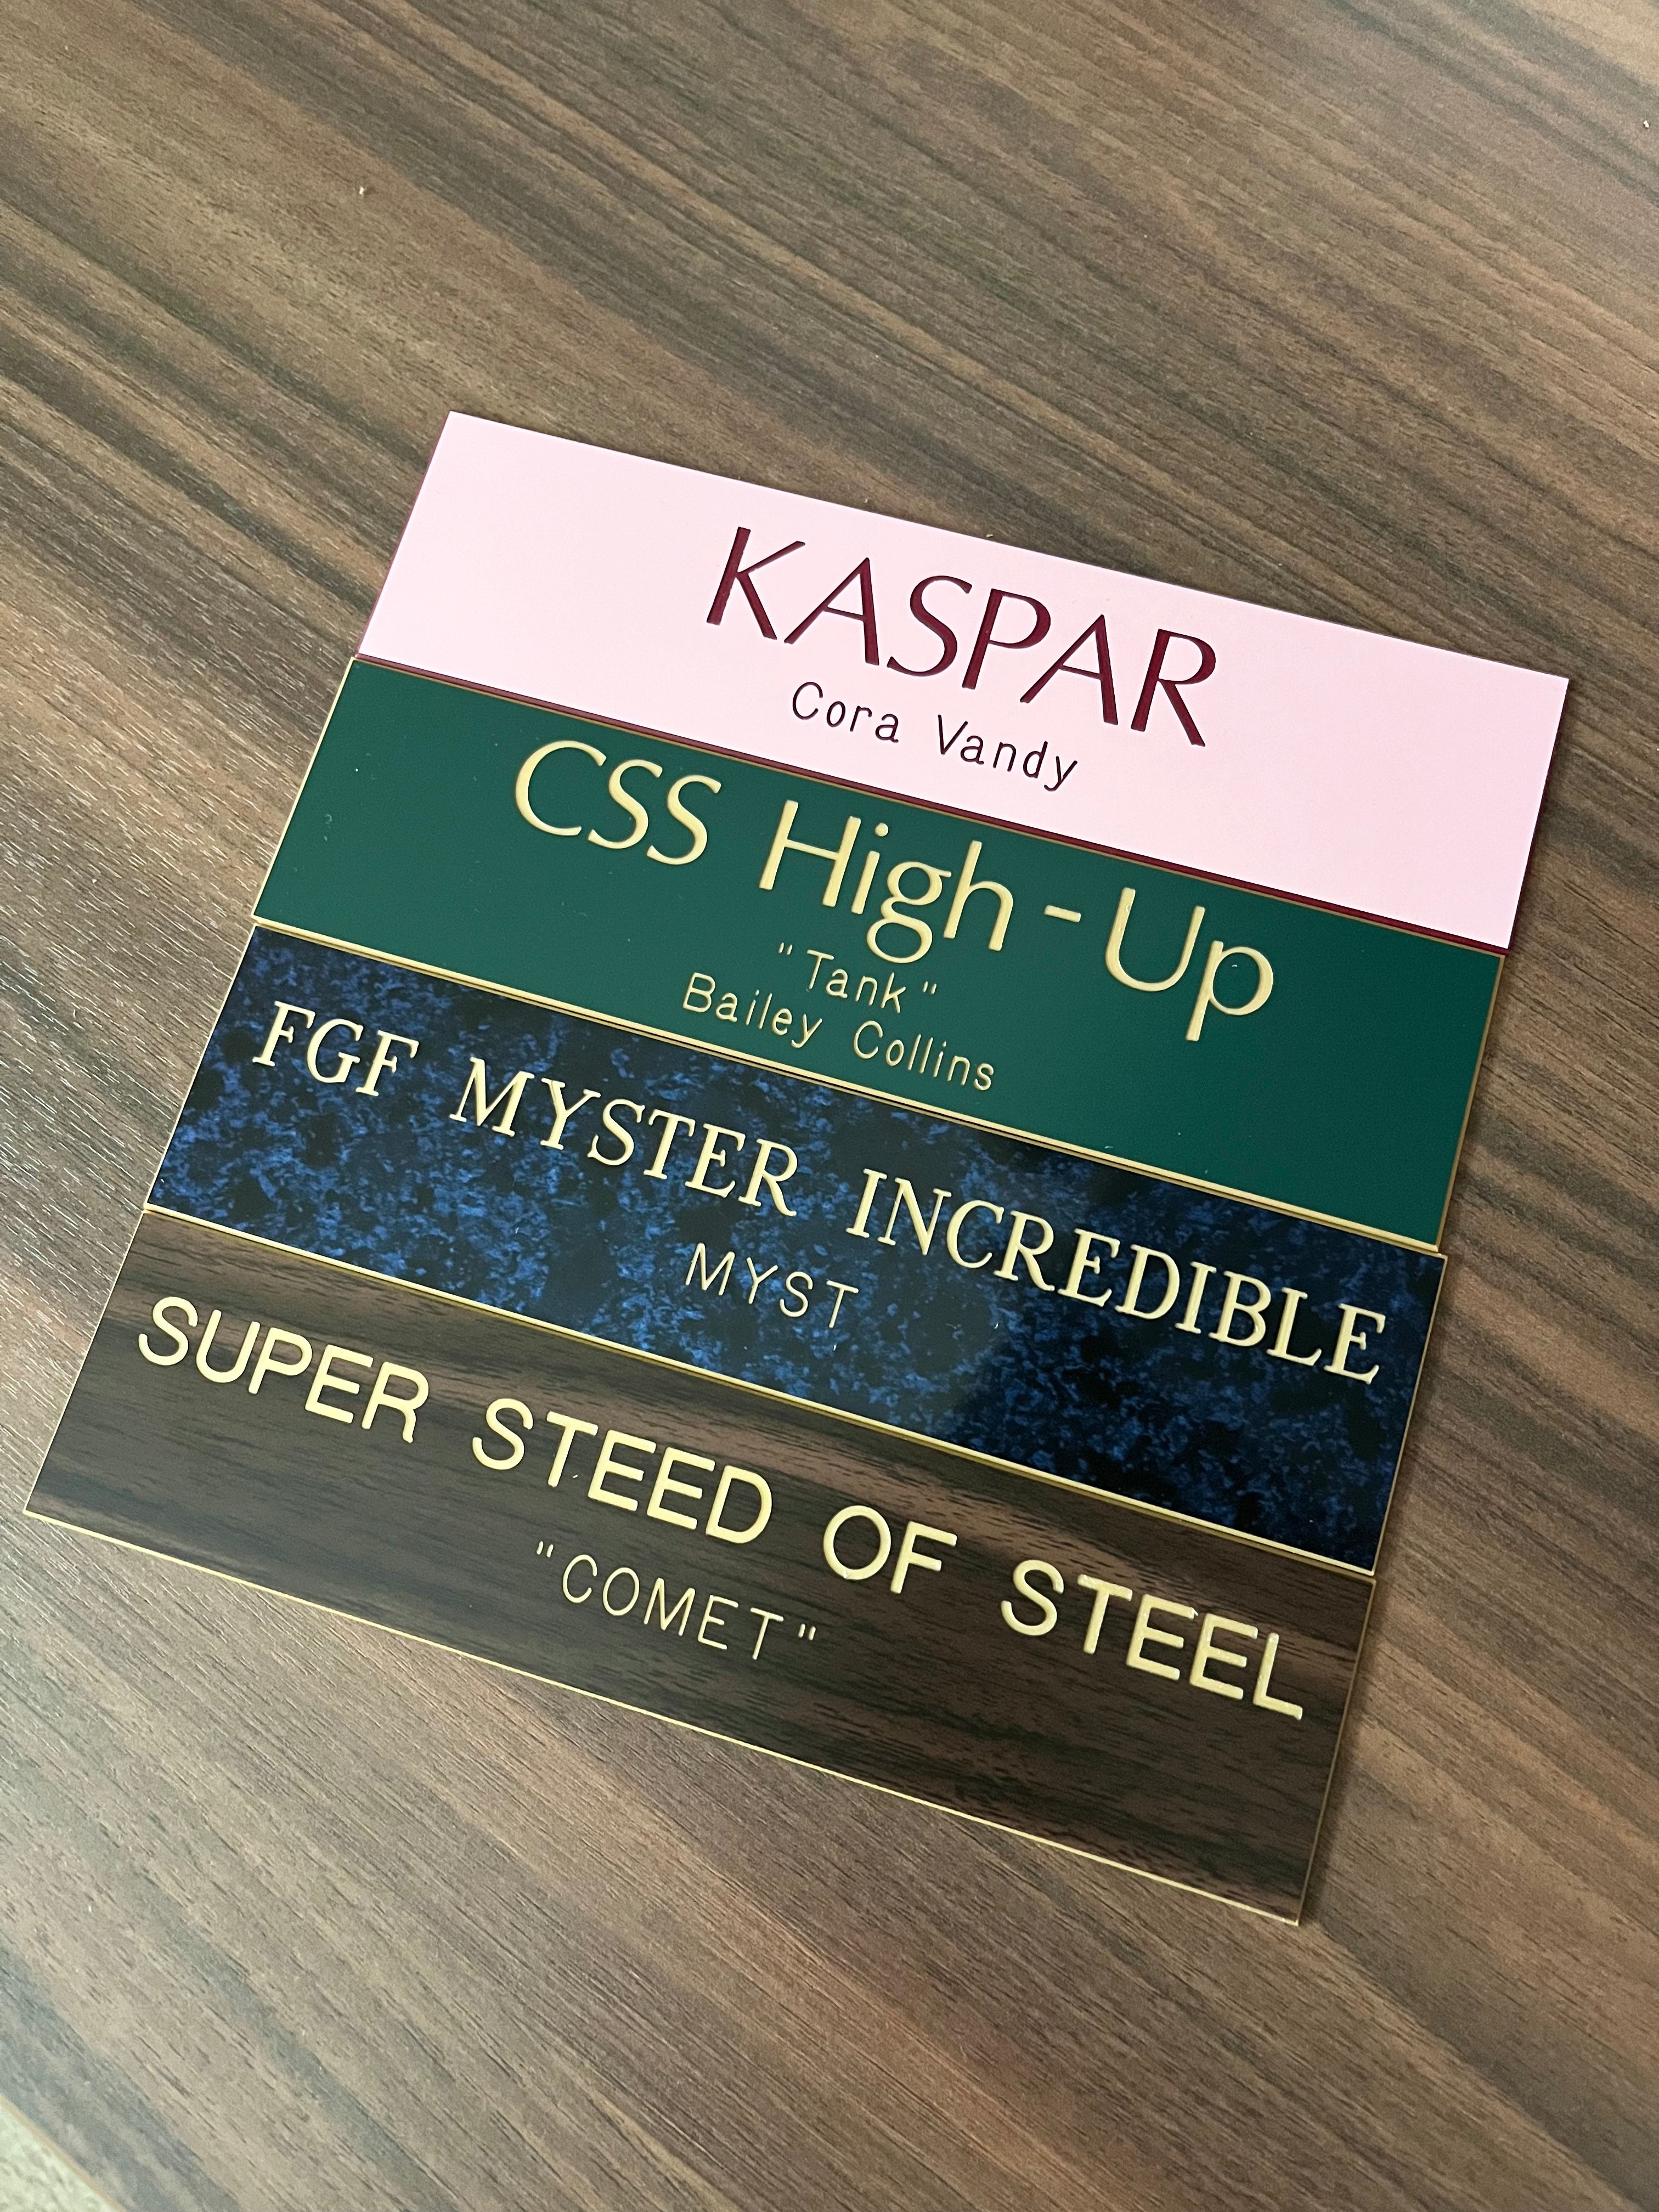 KASPAR
Cora Vandy
CSS High-Up
"Tank"
Bailey Collins
FGF MYSTER INCREDIBLE
MYST
SUPER STEED OF STEEL
"COMET"